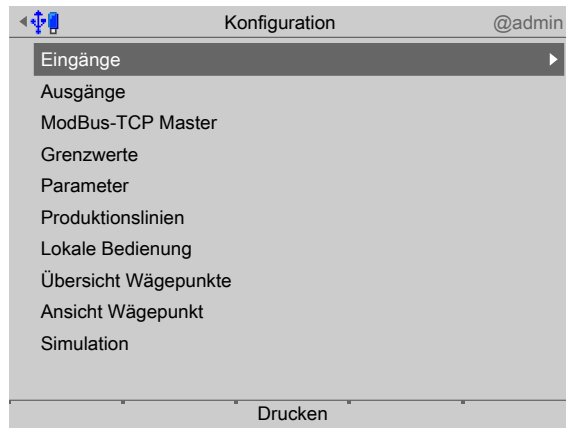 Konfiguration @admin
Eingänge
Ausgänge
ModBus-TCP Master
Grenzwerte
Parameter
Produktionslinien
Lokale Bedienung
Übersicht Wägepunkte
Ansicht Wägepunkt
Simulation
Drucken